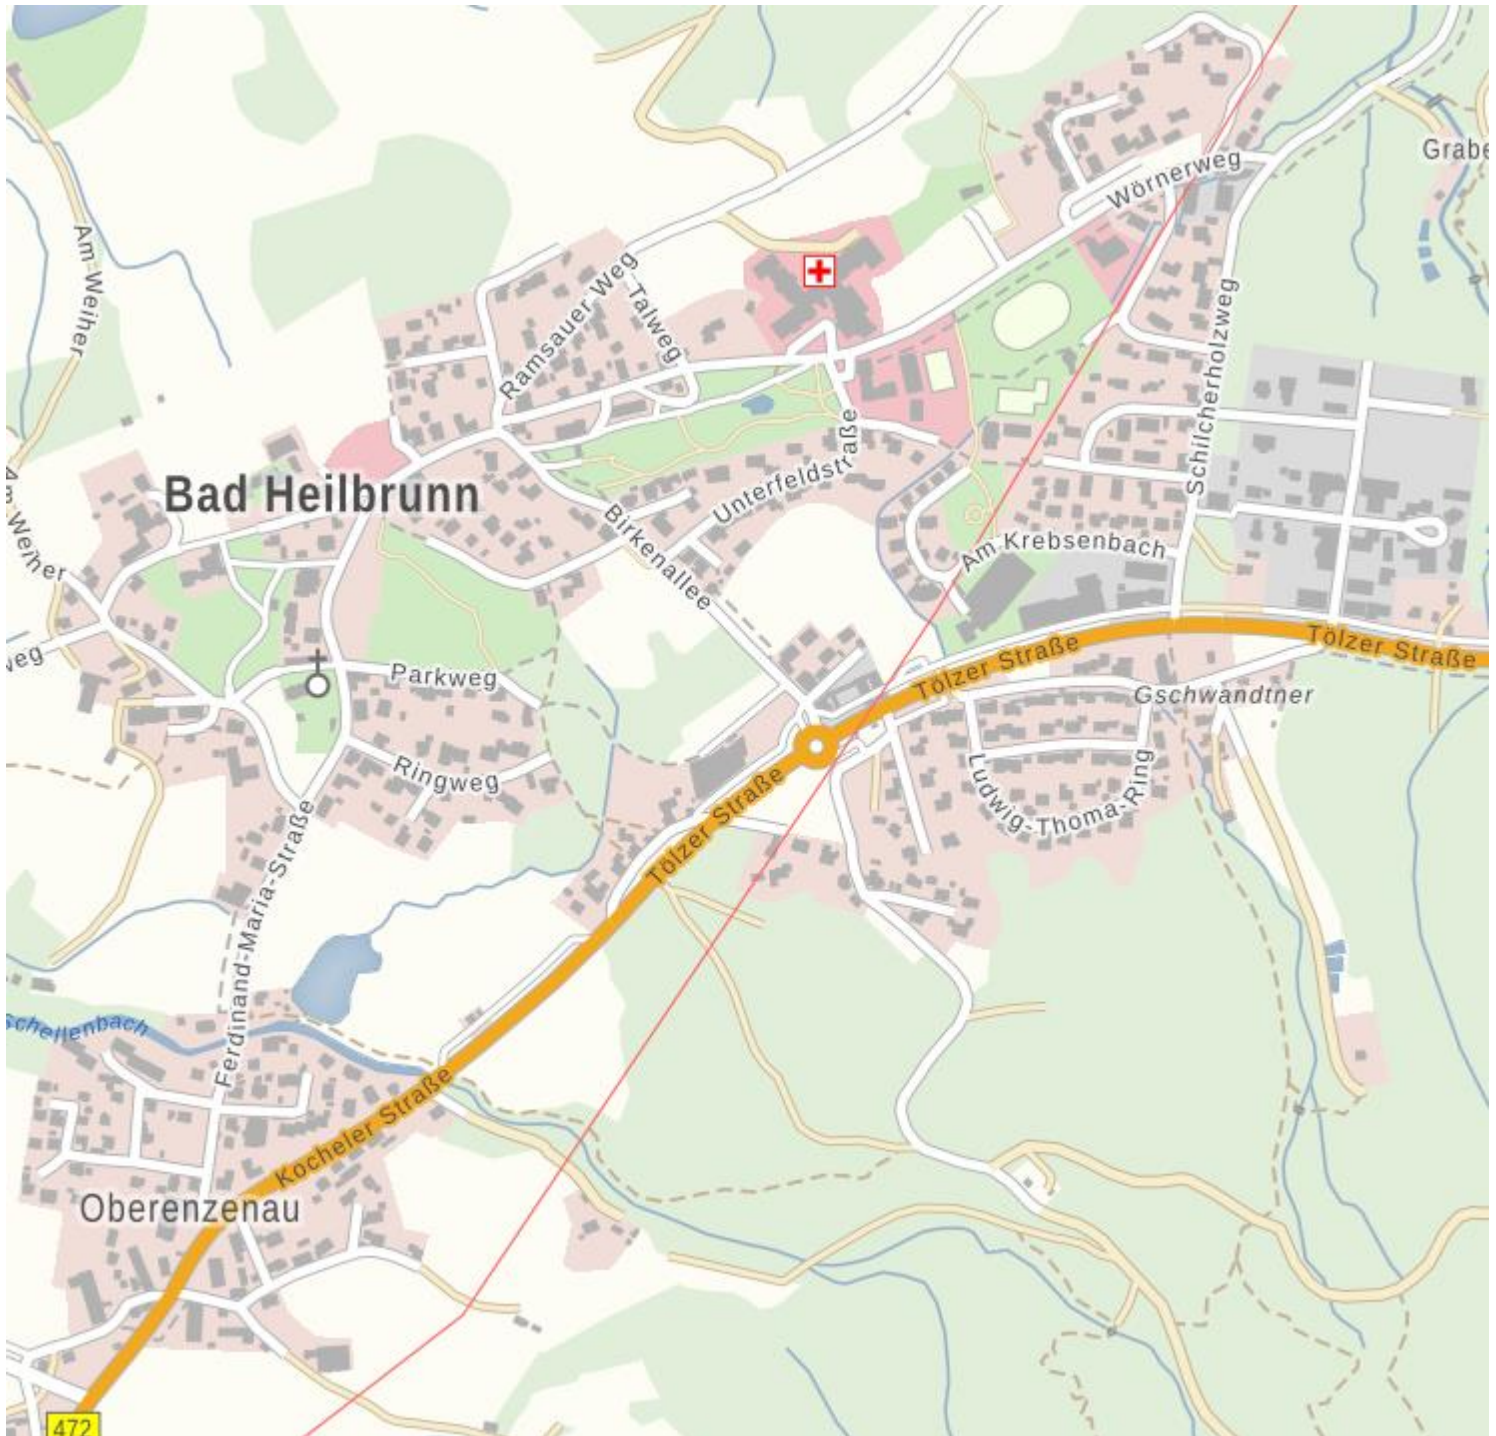 Grabe
Wörnerweg
Am Weiher
Ramsauer Weg
Talweg
Schilcherholzweg
Bad Heilbrunn
Unterfeldstraße
Am Weiher
Birkenallee
Am Krebsenbach
weg
Parkweg
Tölzer Straße
Tölzer Straße
Gschwandtner
Ringweg
Ludwig-Thoma-Ring
Tölzer Straße
Ferdinand-Maria-Straße
Schellenbach
Kocheler Straße
Oberenzenau
472